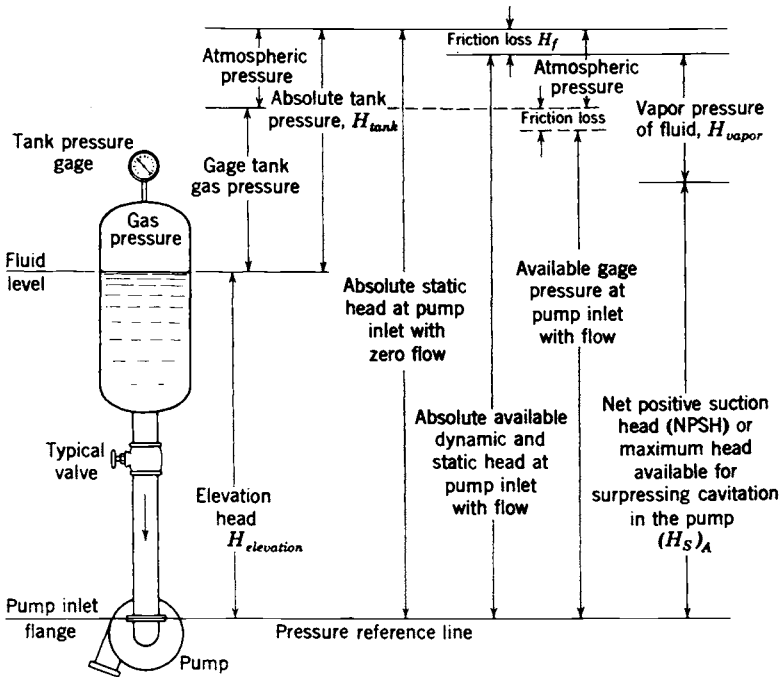 Friction loss H_f
Atmospheric
pressure
Atmospheric
pressure
Absolute tank
pressure, H_tank
Friction loss
Vapor pressure
of fluid, H_vapor
Tank pressure
gage
Gage tank
gas pressure
Gas
pressure
Fluid
level
Absolute static
head at pump
inlet with
zero flow
Available gage
pressure at
pump inlet
with flow
Absolute available
dynamic and
static head at
pump inlet
with flow
Net positive suction
head (NPSH) or
maximum head
available for
surpressing cavitation
in the pump
(H_S)_A
Typical
valve
Elevation
head
H_elevation
Pump inlet
flange
Pressure reference line
Pump